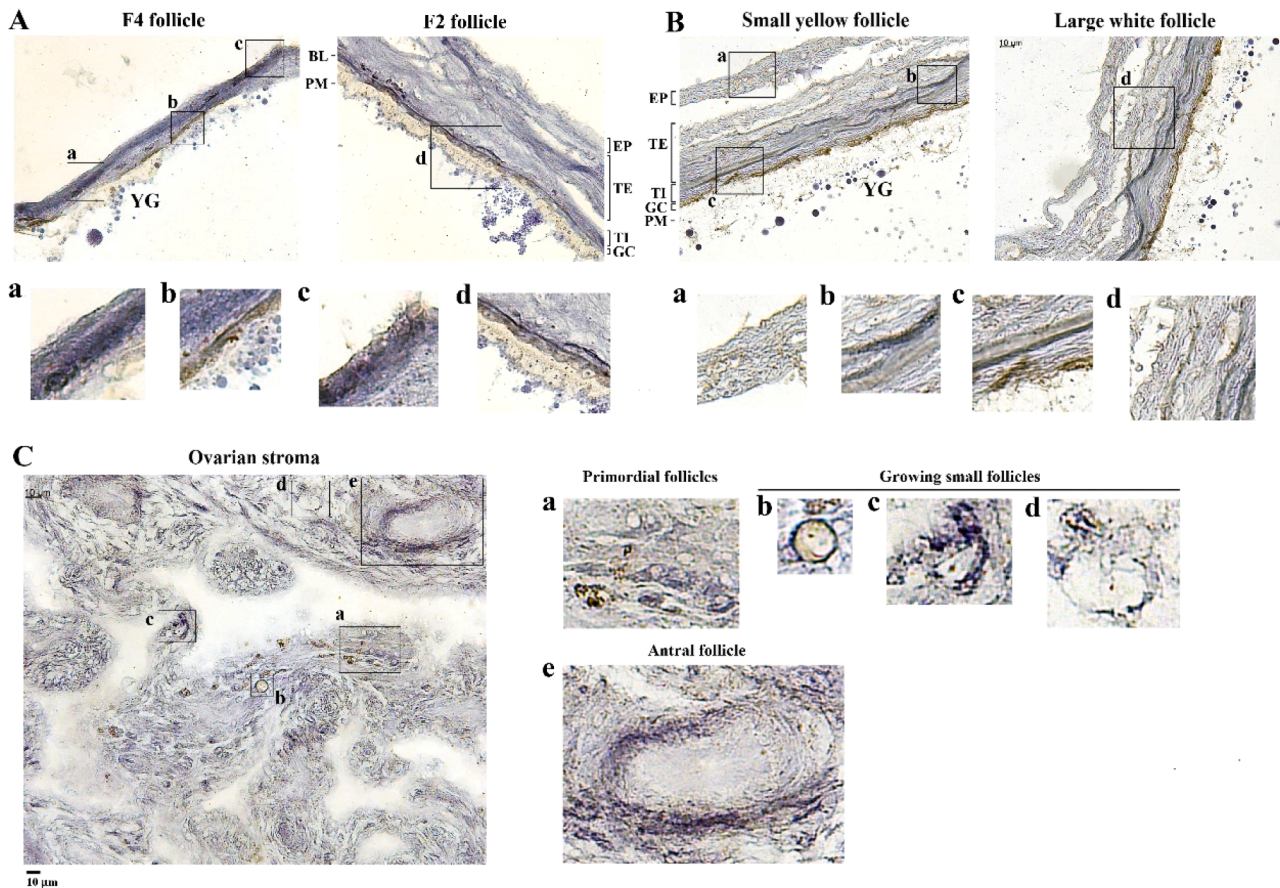 A
F4 follicle
F2 follicle
B
Small yellow follicle
Large white follicle
c
b
a
YG
BL
PM
d
EP
TE
TI
GC
a
b
c
EP
TE
TI
GC
PM
YG
10 µm
d
a
b
c
d
a
b
c
d
C
Ovarian stroma
10 µm
d
e
c
a
b
10 µm
Primordial follicles
Growing small follicles
a
b
c
d
Antral follicle
e